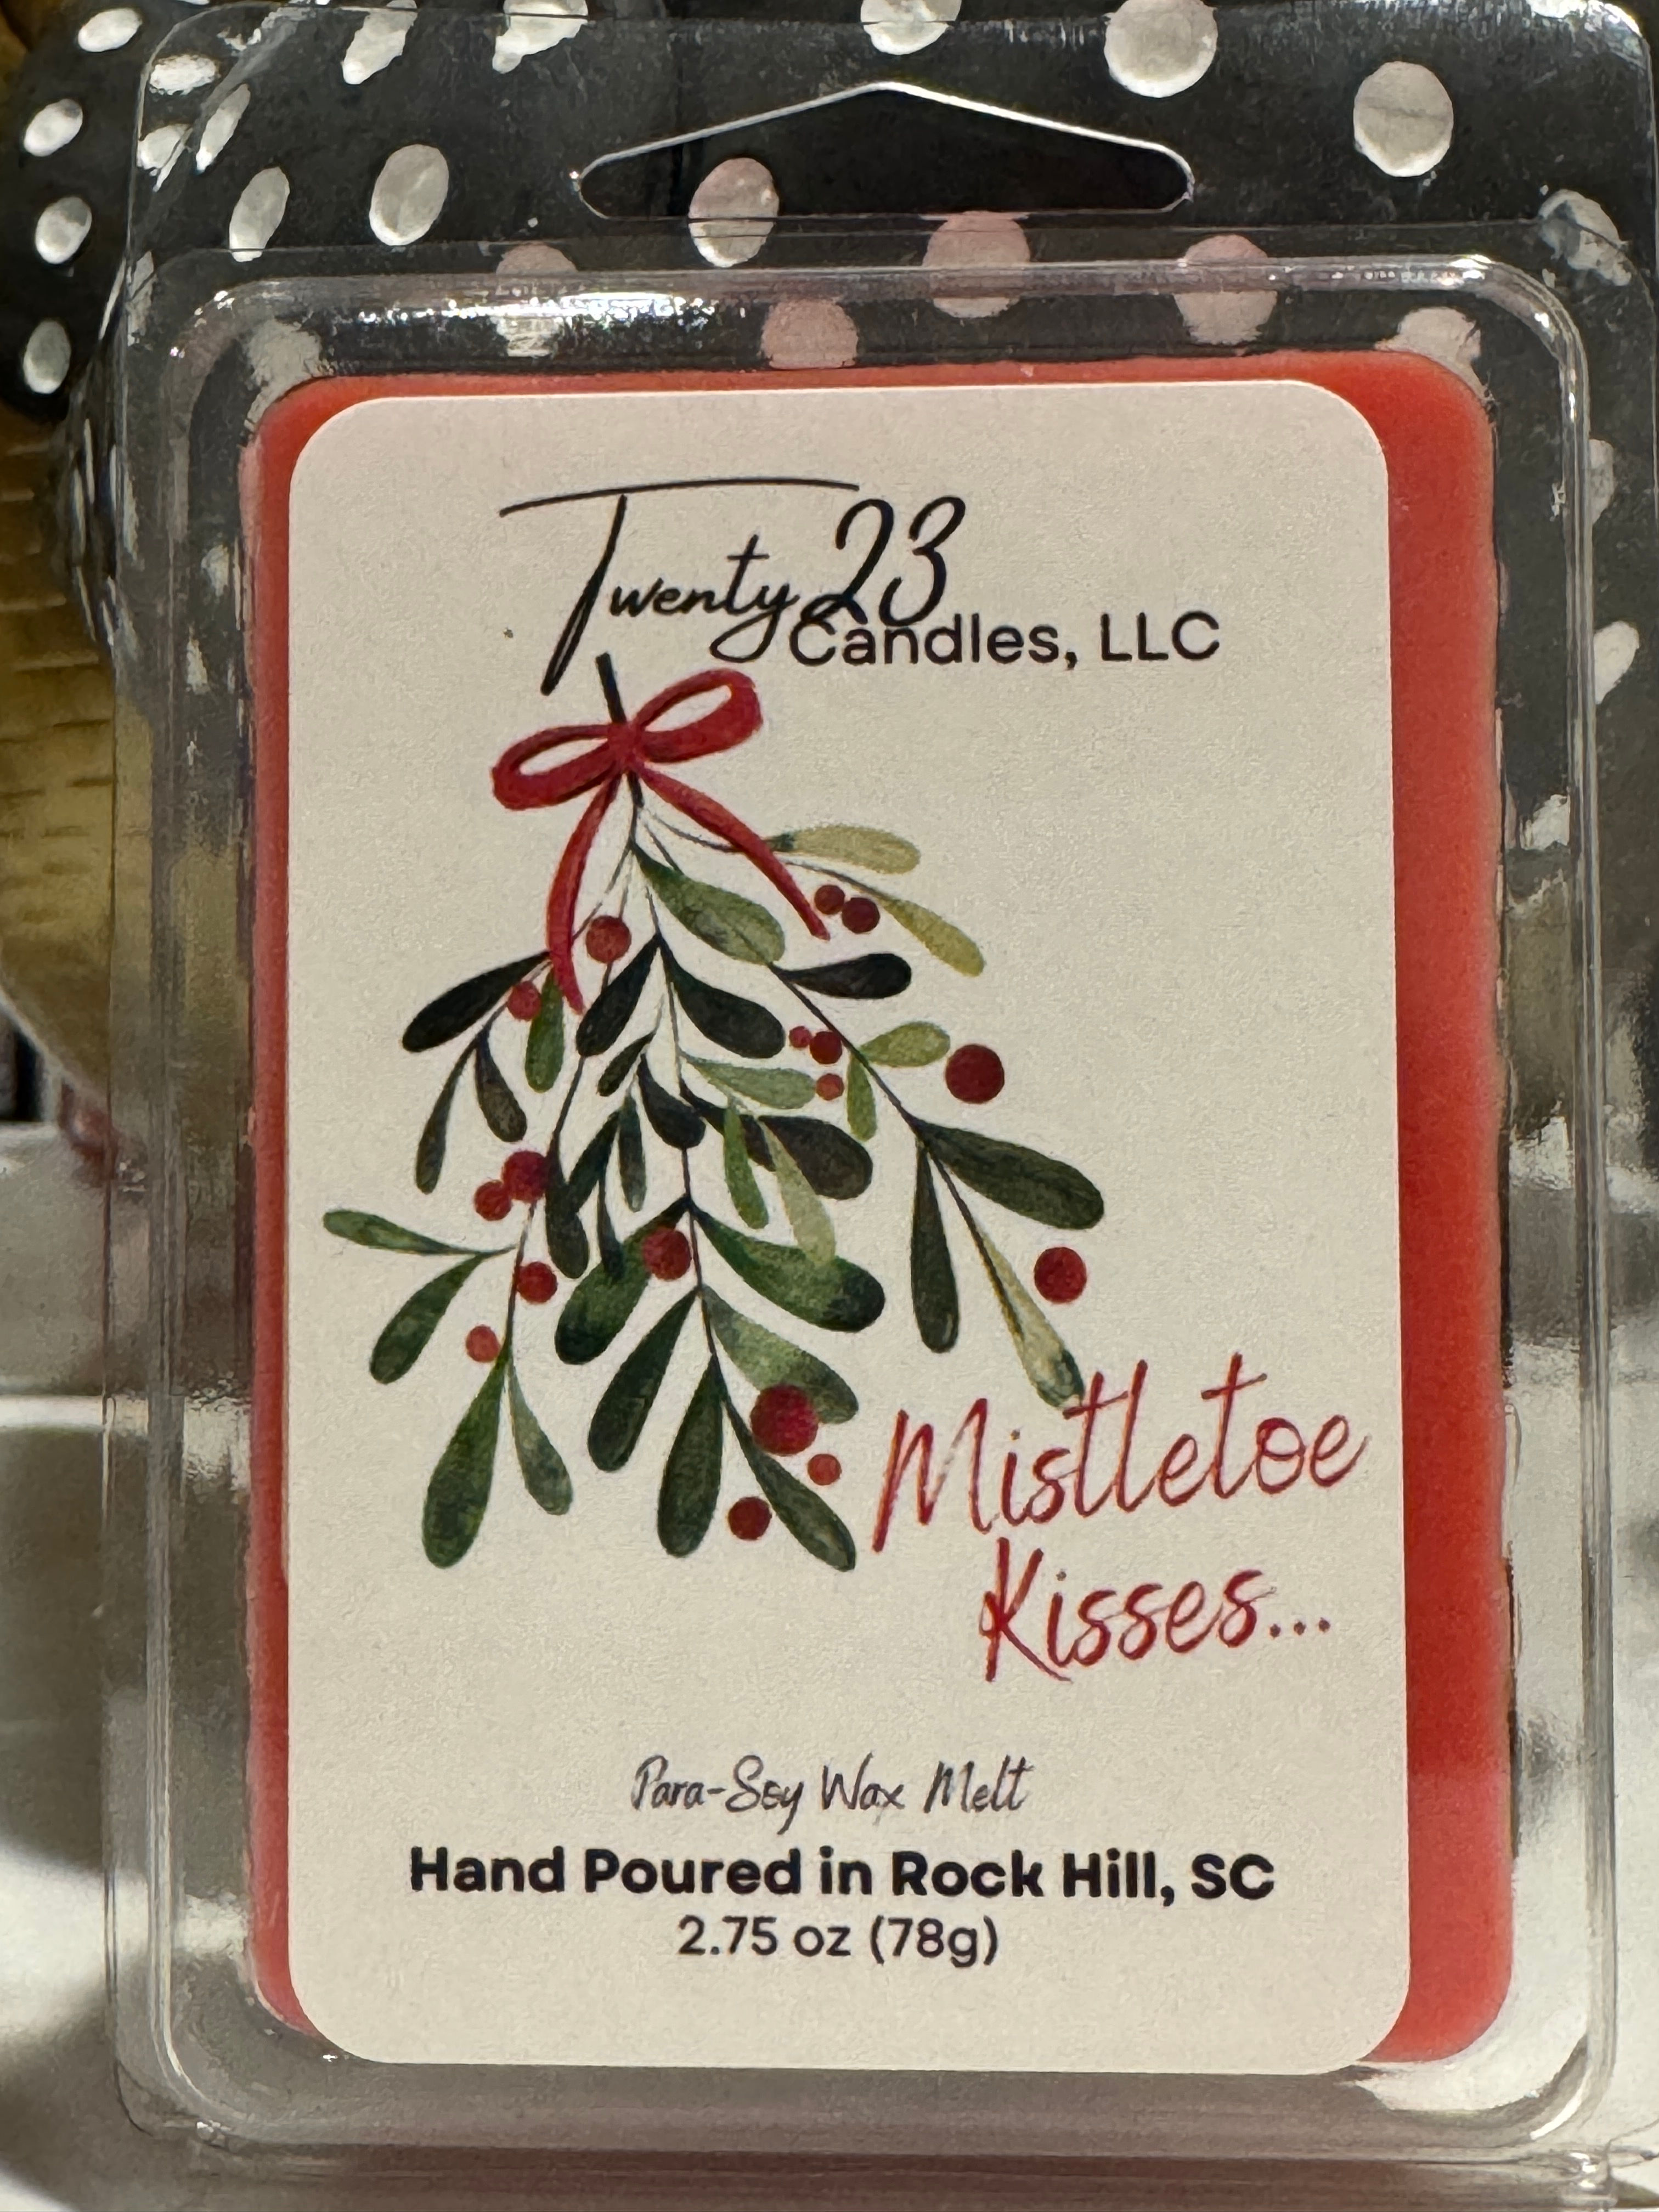 Twenty23
Candles, LLC
Mistletoe
Kisses...
Para-Soy Wax Melt
Hand Poured in Rock Hill, SC
2.75 oz (78g)